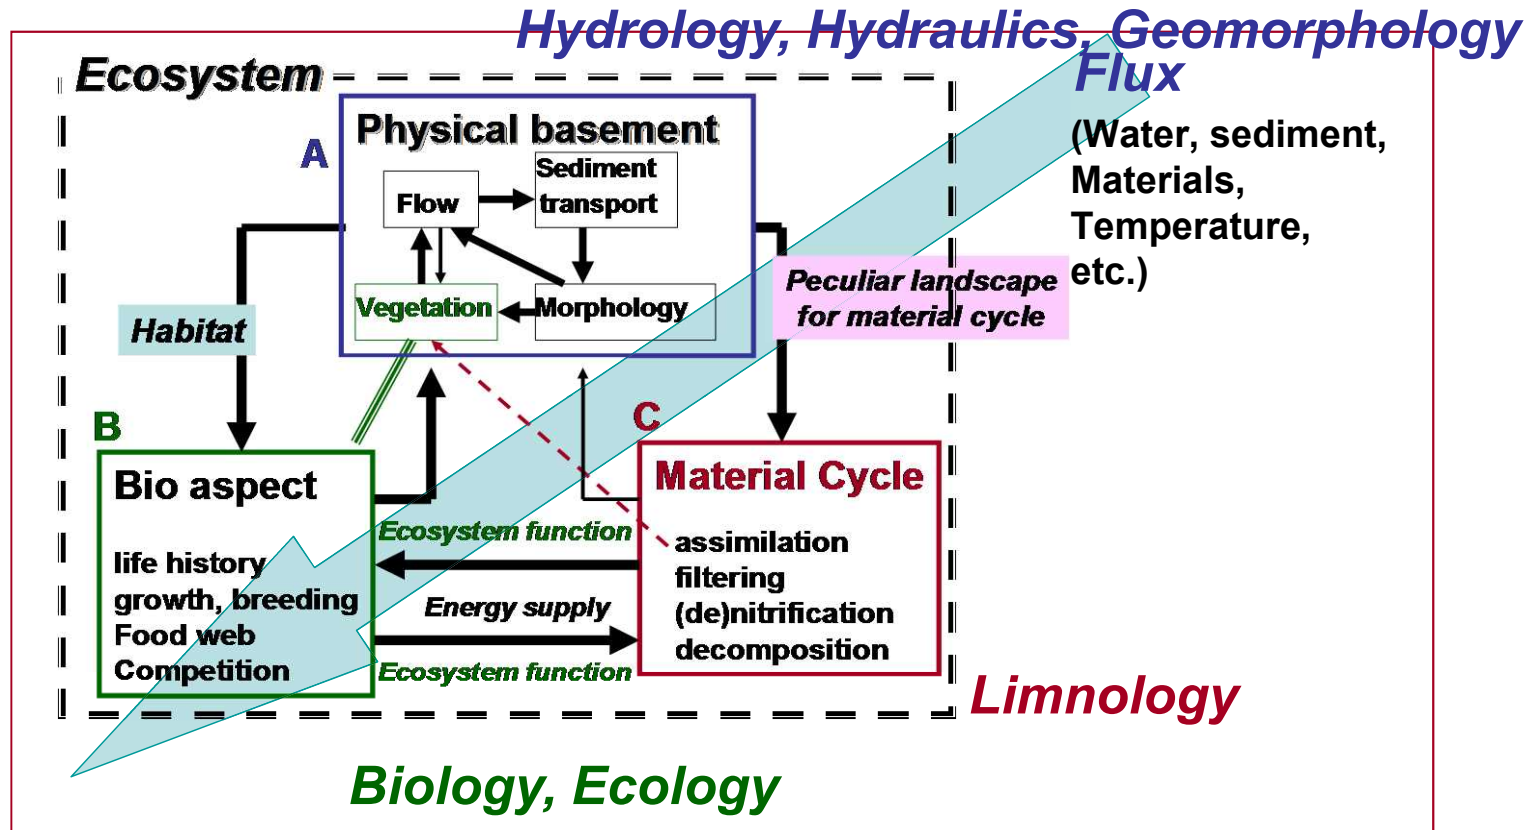 Hydrology, Hydraulics, Geomorphology
Ecosystem
Flux
(Water, sediment,
Materials,
Temperature,
etc.)
A
Physical basement
Flow
Sediment
transport
Vegetation
Morphology
Habitat
Peculiar landscape
for material cycle
B
Bio aspect
life history
growth, breeding
Food web
Competition
Ecosystem function
Energy supply
Ecosystem function
C
Material Cycle
assimilation
filtering
(de)nitrification
decomposition
Limnology
Biology, Ecology